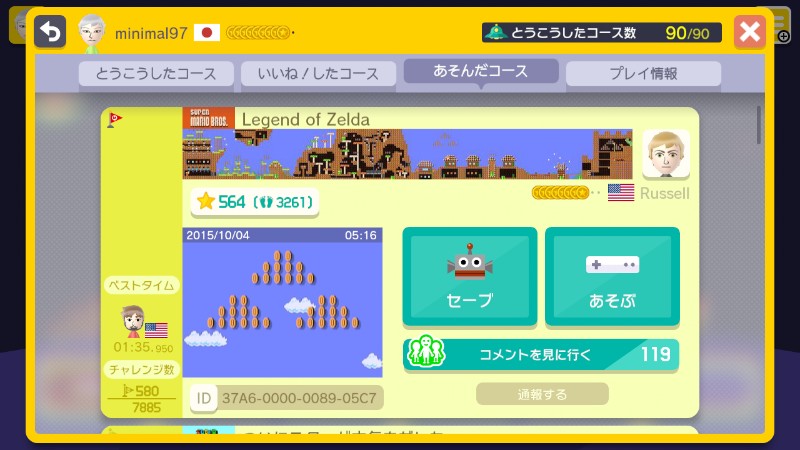 minimal97
とうこうしたコース数 90/90
とうこうしたコース
いいね!したコース
あそんだコース
プレイ情報
SUPER
MARIO BROS.
Legend of Zelda
564 (3261)
Russell
2015/10/04 05:16
ベストタイム
01:35.950
チャレンジ数
580
7885
セーブ
あそぶ
コメントを見に行く 119
ID 37A6-0000-0089-05C7
通報する